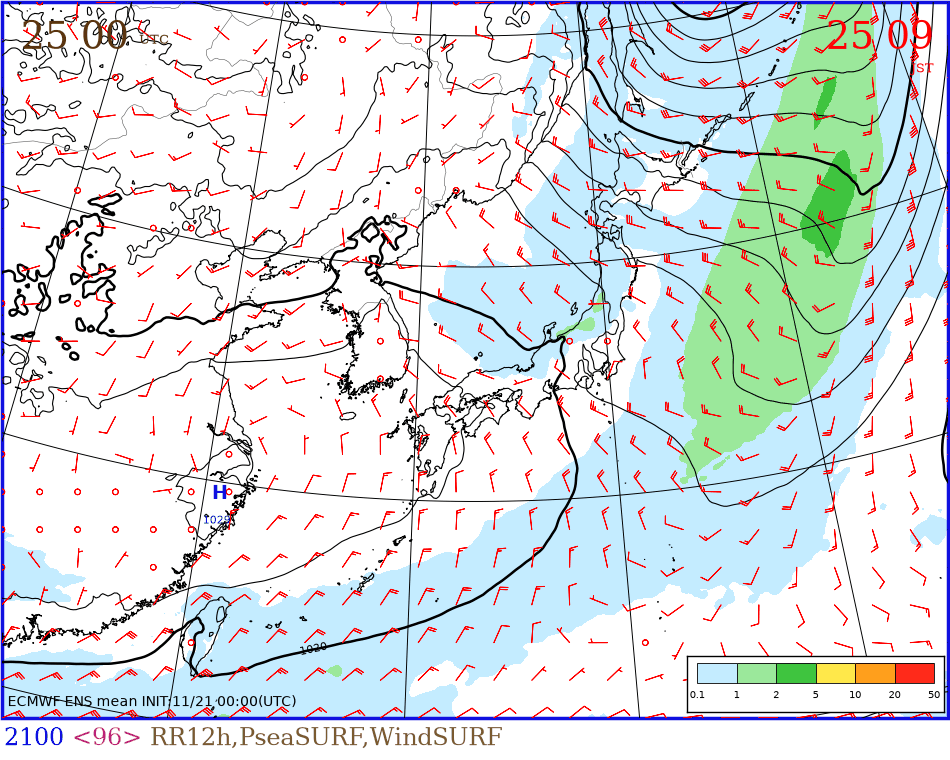 25 00 UTC
25 09 JST
H
1029
1020
0.1 1 2 5 10 20 50
ECMWF ENS mean INIT:11/21 00:00(UTC)
2100 <96> RR12h,PseaSURF,WindSURF